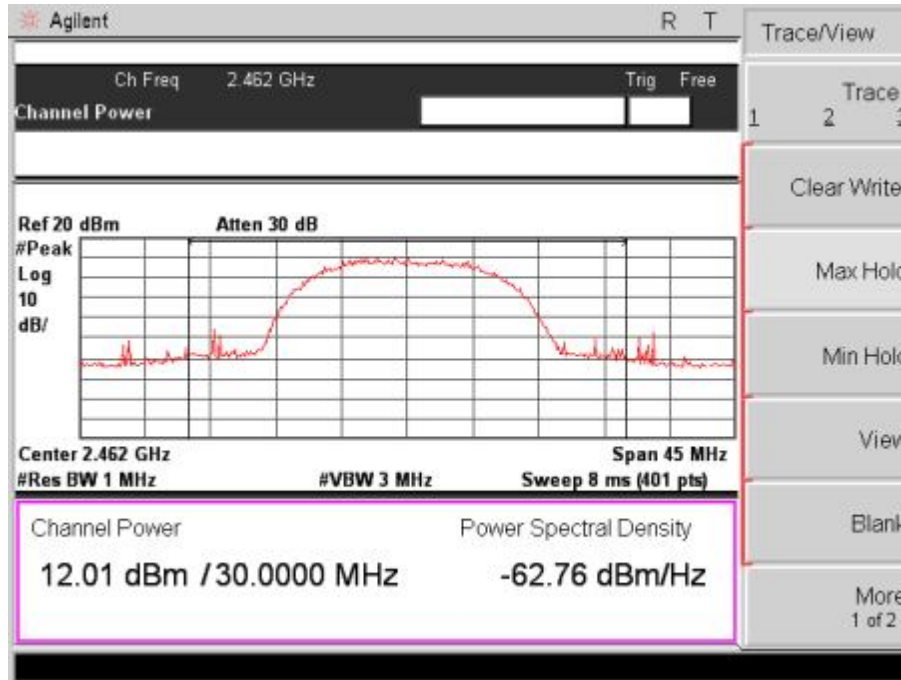 Agilent R T
Trace/View
Ch Freq 2.462 GHz Trig Free
Channel Power
Trace
1 2
Clear Write
Ref 20 dBm Atten 30 dB
#Peak
Log
10
dB/
Max Hold
Min Hold
View
Center 2.462 GHz Span 45 MHz
#Res BW 1 MHz #VBW 3 MHz Sweep 8 ms (401 pts)
Blank
Channel Power Power Spectral Density
12.01 dBm / 30.0000 MHz -62.76 dBm/Hz
More
1 of 2